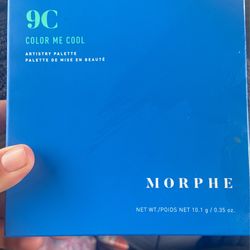 9C
COLOR ME COOL
ARTISTRY PALETTE
PALETTE DE MISE EN BEAUTÉ
MORPHE
NET WT./POIDS NET 10.1 g / 0.35 oz.